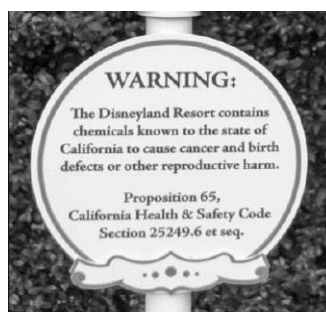 WARNING:
The Disneyland Resort contains
chemicals known to the state of
California to cause cancer and birth
defects or other reproductive harm.
Proposition 65,
California Health & Safety Code
Section 25249.6 et seq.